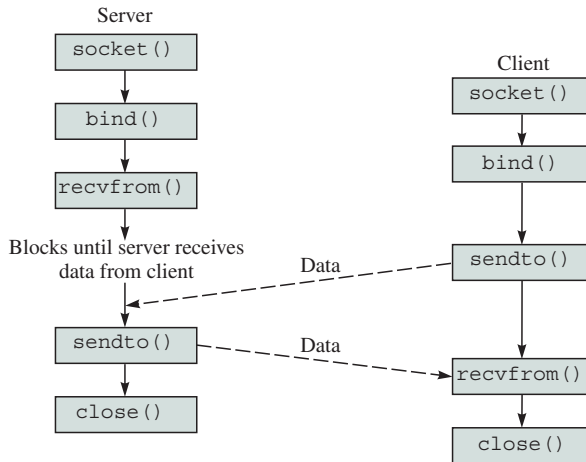 Server
socket()
bind()
recvfrom()
Blocks until server receives
data from client
sendto()
close()
Data
Data
Client
socket()
bind()
sendto()
recvfrom()
close()